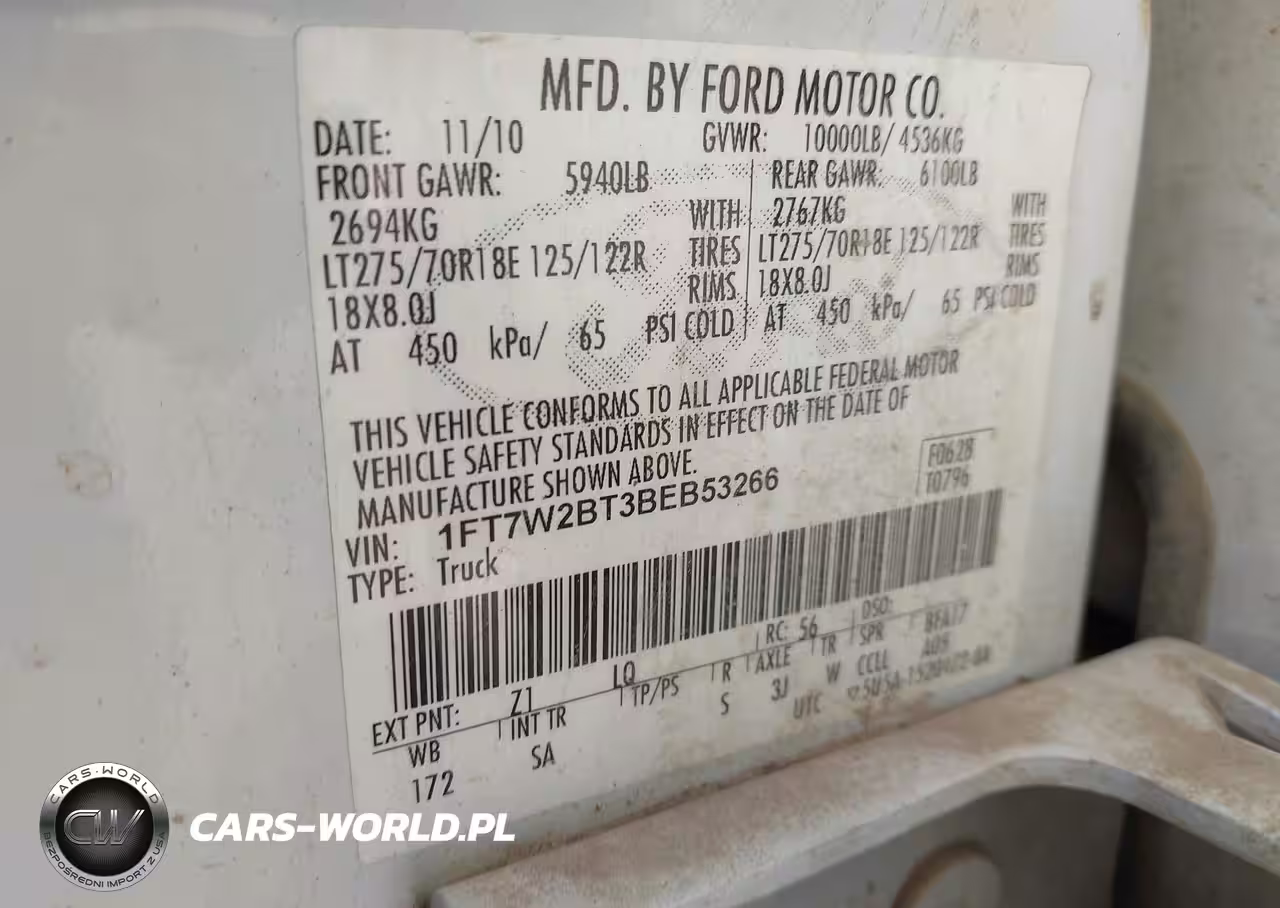 MFD. BY FORD MOTOR CO.
DATE: 11/10 GVWR: 10000LB/ 4536KG
FRONT GAWR: 5940LB REAR GAWR: 6100LB
2694KG WITH 2767KG WITH
LT275/70R18E 125/122R TIRES LT275/70R18E 125/122R TIRES
18X8.0J RIMS 18X8.0J RIMS
AT 450 kPa/ 65 PSI COLD AT 450 kPa/ 65 PSI COLD
THIS VEHICLE CONFORMS TO ALL APPLICABLE FEDERAL MOTOR
VEHICLE SAFETY STANDARDS IN EFFECT ON THE DATE OF
MANUFACTURE SHOWN ABOVE.
F0628
T0796
VIN: 1FT7W2BT3BEB53266
TYPE: Truck
EXT PNT: Z1 LQ RC: 56 DSO:
WB INT TR TP/PS R AXLE TR SPR
172 SA S 3J W CCLL
UTC
CARS-WORLD
CW
BEZPOŚREDNI IMPORT Z USA
CARS-WORLD.PL